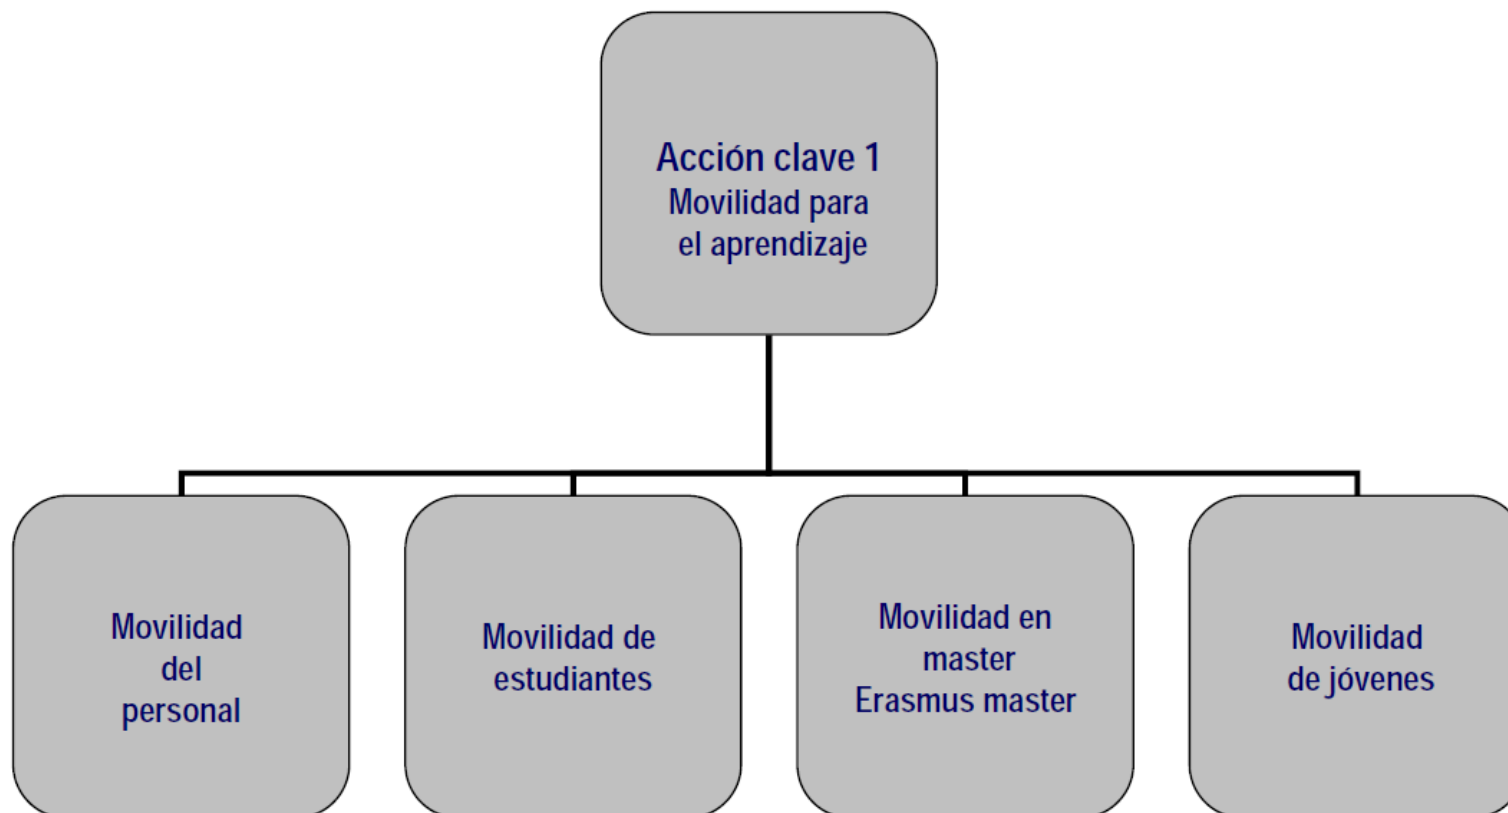 Acción clave 1
Movilidad para
el aprendizaje
Movilidad
del
personal
Movilidad de
estudiantes
Movilidad en
master
Erasmus master
Movilidad
de jóvenes